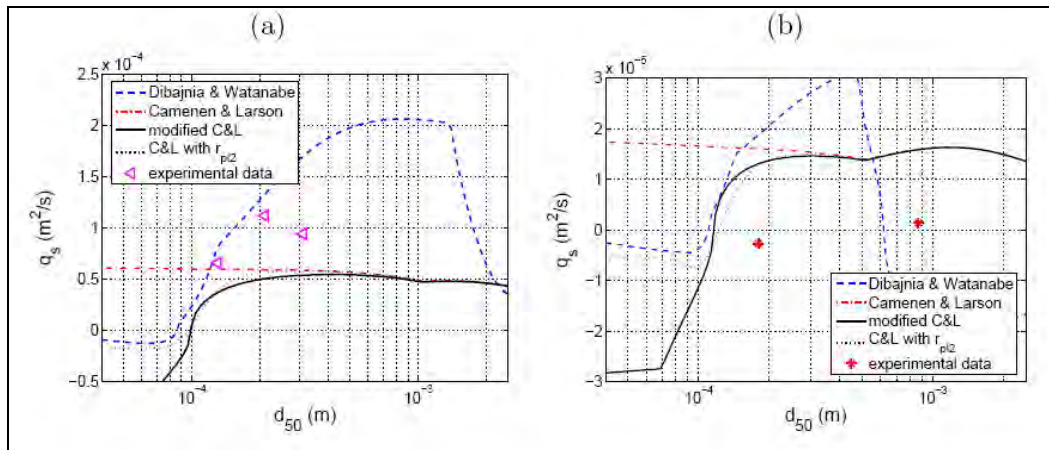 (a)
x 10⁻⁴
2.5
2
1.5
1
0.5
0
−0.5
q_s (m²/s)
10⁻⁴
10⁻³
d_50 (m)
Dibajnia & Watanabe
Camenen & Larson
modified C&L
C&L with r_pl2
experimental data
(b)
x 10⁻⁵
3
2
1
0
−1
−2
−3
q_s (m²/s)
10⁻⁴
10⁻³
d_50 (m)
Dibajnia & Watanabe
Camenen & Larson
modified C&L
C&L with r_pl2
experimental data